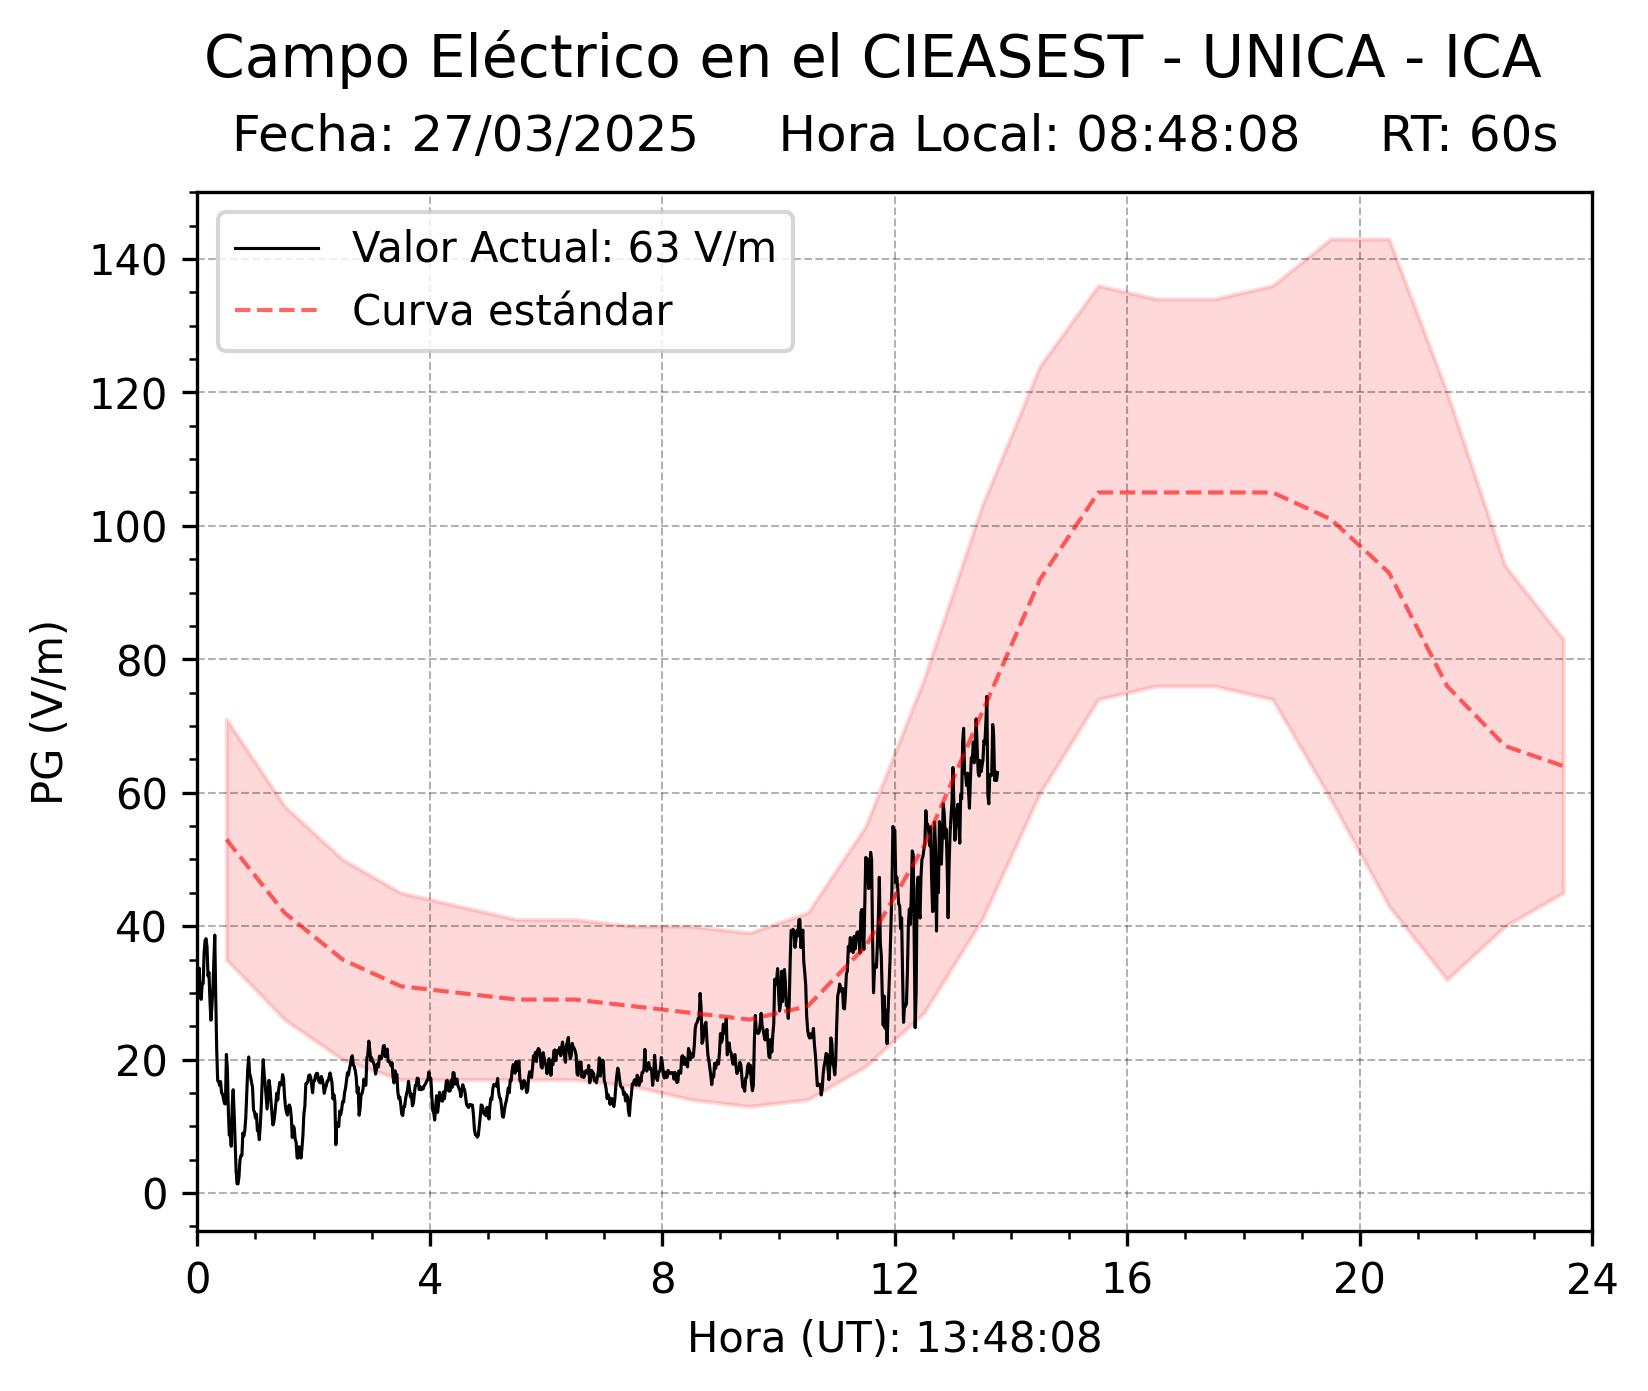 Campo Eléctrico en el CIEASEST - UNICA - ICA
Fecha: 27/03/2025 Hora Local: 08:48:08 RT: 60s
Valor Actual: 63 V/m
Curva estándar
PG (V/m)
140
120
100
80
60
40
20
0
0 4 8 12 16 20 24
Hora (UT): 13:48:08